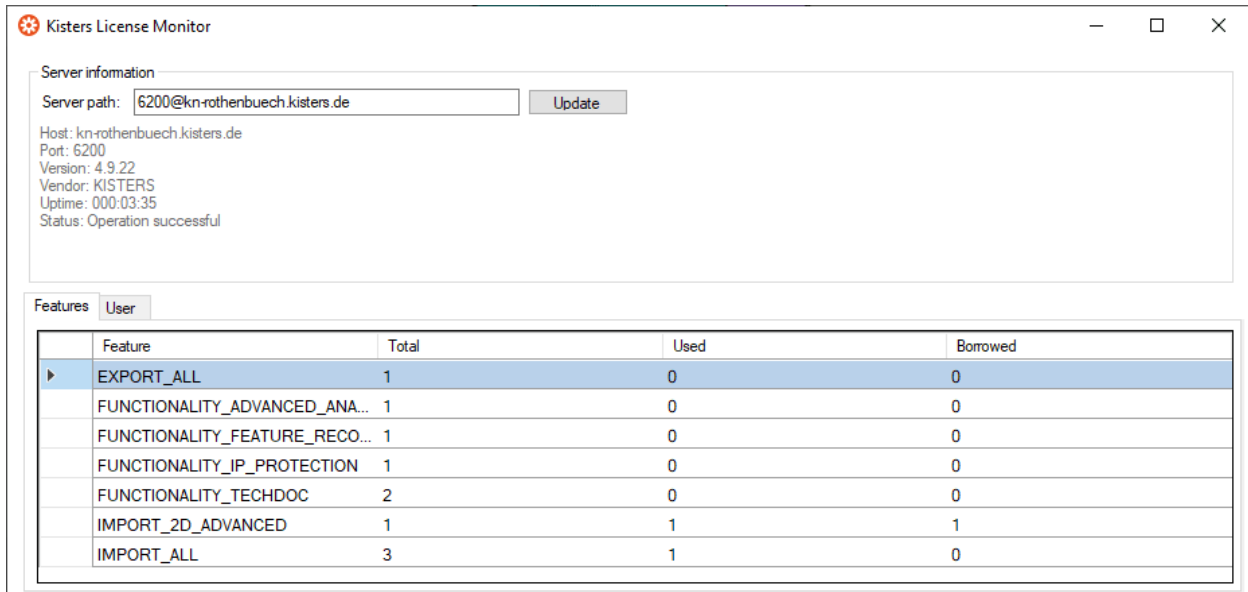 Kisters License Monitor
Server information
Server path: 6200@kn-rothenbuech.kisters.de Update
Host: kn-rothenbuech.kisters.de
Port: 6200
Version: 4.9.22
Vendor: KISTERS
Uptime: 000:03:35
Status: Operation successful
Features User
Feature Total Used Borrowed
EXPORT_ALL 1 0 0
FUNCTIONALITY_ADVANCED_ANA... 1 0 0
FUNCTIONALITY_FEATURE_RECO... 1 0 0
FUNCTIONALITY_IP_PROTECTION 1 0 0
FUNCTIONALITY_TECHDOC 2 0 0
IMPORT_2D_ADVANCED 1 1 1
IMPORT_ALL 3 1 0